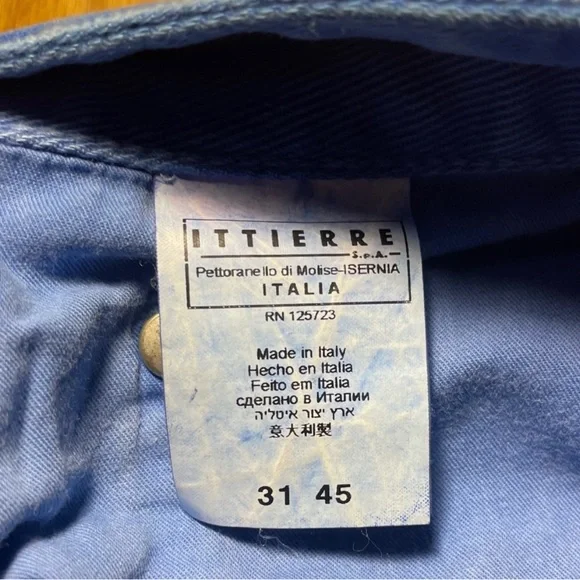 ITTIERRE
S.p.A.
Pettoranello di Molise-ISERNIA
ITALIA
RN 125723
Made in Italy
Hecho en Italia
Feito em Italia
сделано в Италии
ארץ יצור איטליה
意大利製
31 45